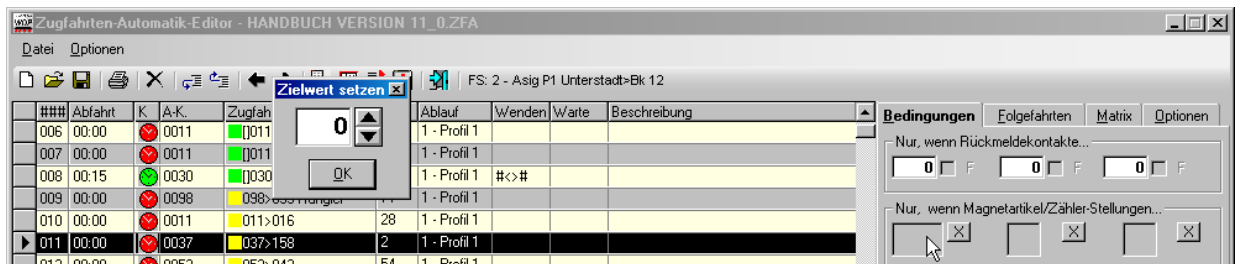 Zugfahrten-Automatik-Editor - HANDBUCH VERSION 11_0.ZFA
Datei Optionen
FS: 2 - Asig P1 Unterstadt>Bk 12
Zielwert setzen
0
OK
### Abfahrt K. A-K. Zugfah Ablauf Wenden Warte Beschreibung
006 00:00 0011 []011 1 - Profil 1
007 00:00 0011 []011 1 - Profil 1
008 00:15 0030 []030 1 - Profil 1 #<>#
009 00:00 0098 1 - Profil 1
010 00:00 0011 011>016 28 1 - Profil 1
011 00:00 0037 037>158 2 1 - Profil 1
Bedingungen Folgefahrten Matrix Optionen
Nur, wenn Rückmeldekontakte...
0 F 0 F 0 F
Nur, wenn Magnetartikel/Zähler-Stellungen...
X X X